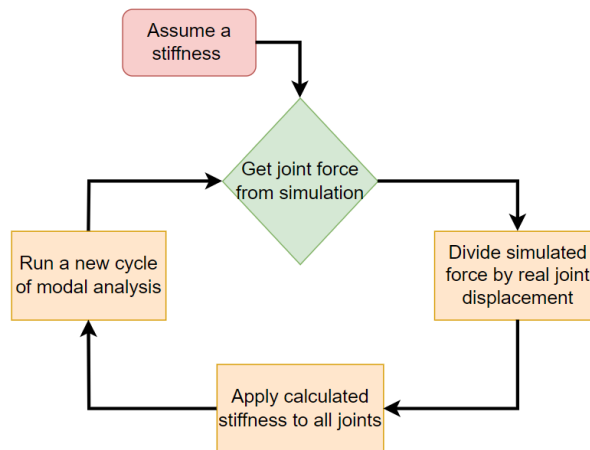 Assume a
stiffness
Get joint force
from simulation
Divide simulated
force by real joint
displacement
Apply calculated
stiffness to all joints
Run a new cycle
of modal analysis